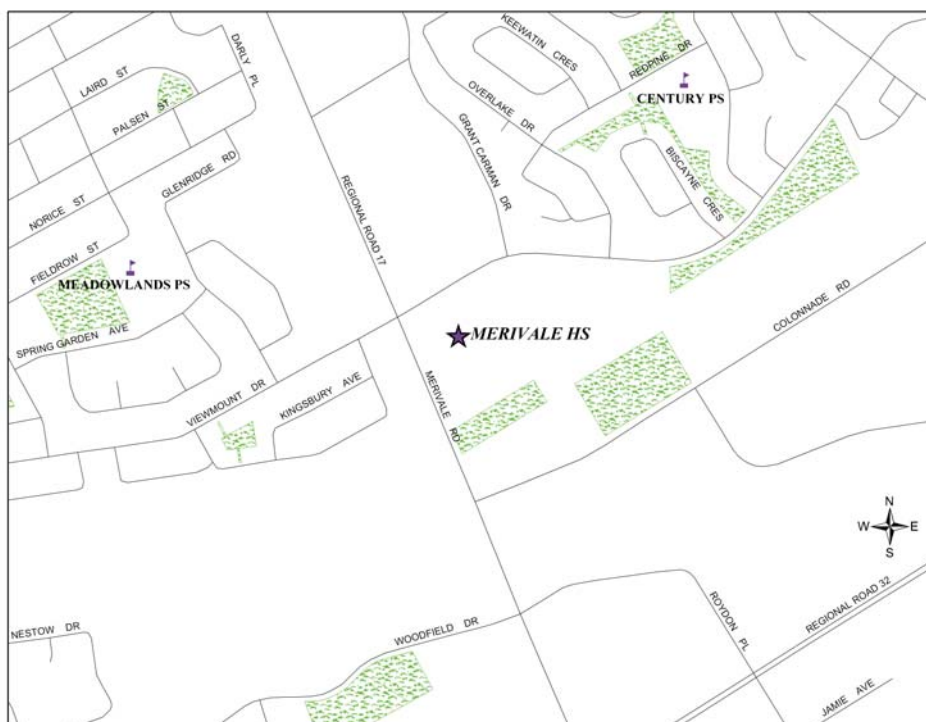 KEEWATIN CRES
DARLY PL
LAIRD ST
REDPINE DR
CENTURY PS
OVERLAKE DR
PALSEN ST
GRANT CARMAN DR
BISCAYNE CRES
GLENRIDGE RD
REGIONAL ROAD 17
NORICE ST
FIELDROW ST
MEADOWLANDS PS
COLONNADE RD
MERIVALE HS
SPRING GARDEN AVE
VIEWMOUNT DR
KINGSBURY AVE
MERIVALE RD
N
W E
S
REGIONAL ROAD 32
ROYDON PL
NESTOW DR
WOODFIELD DR
JAMIE AVE